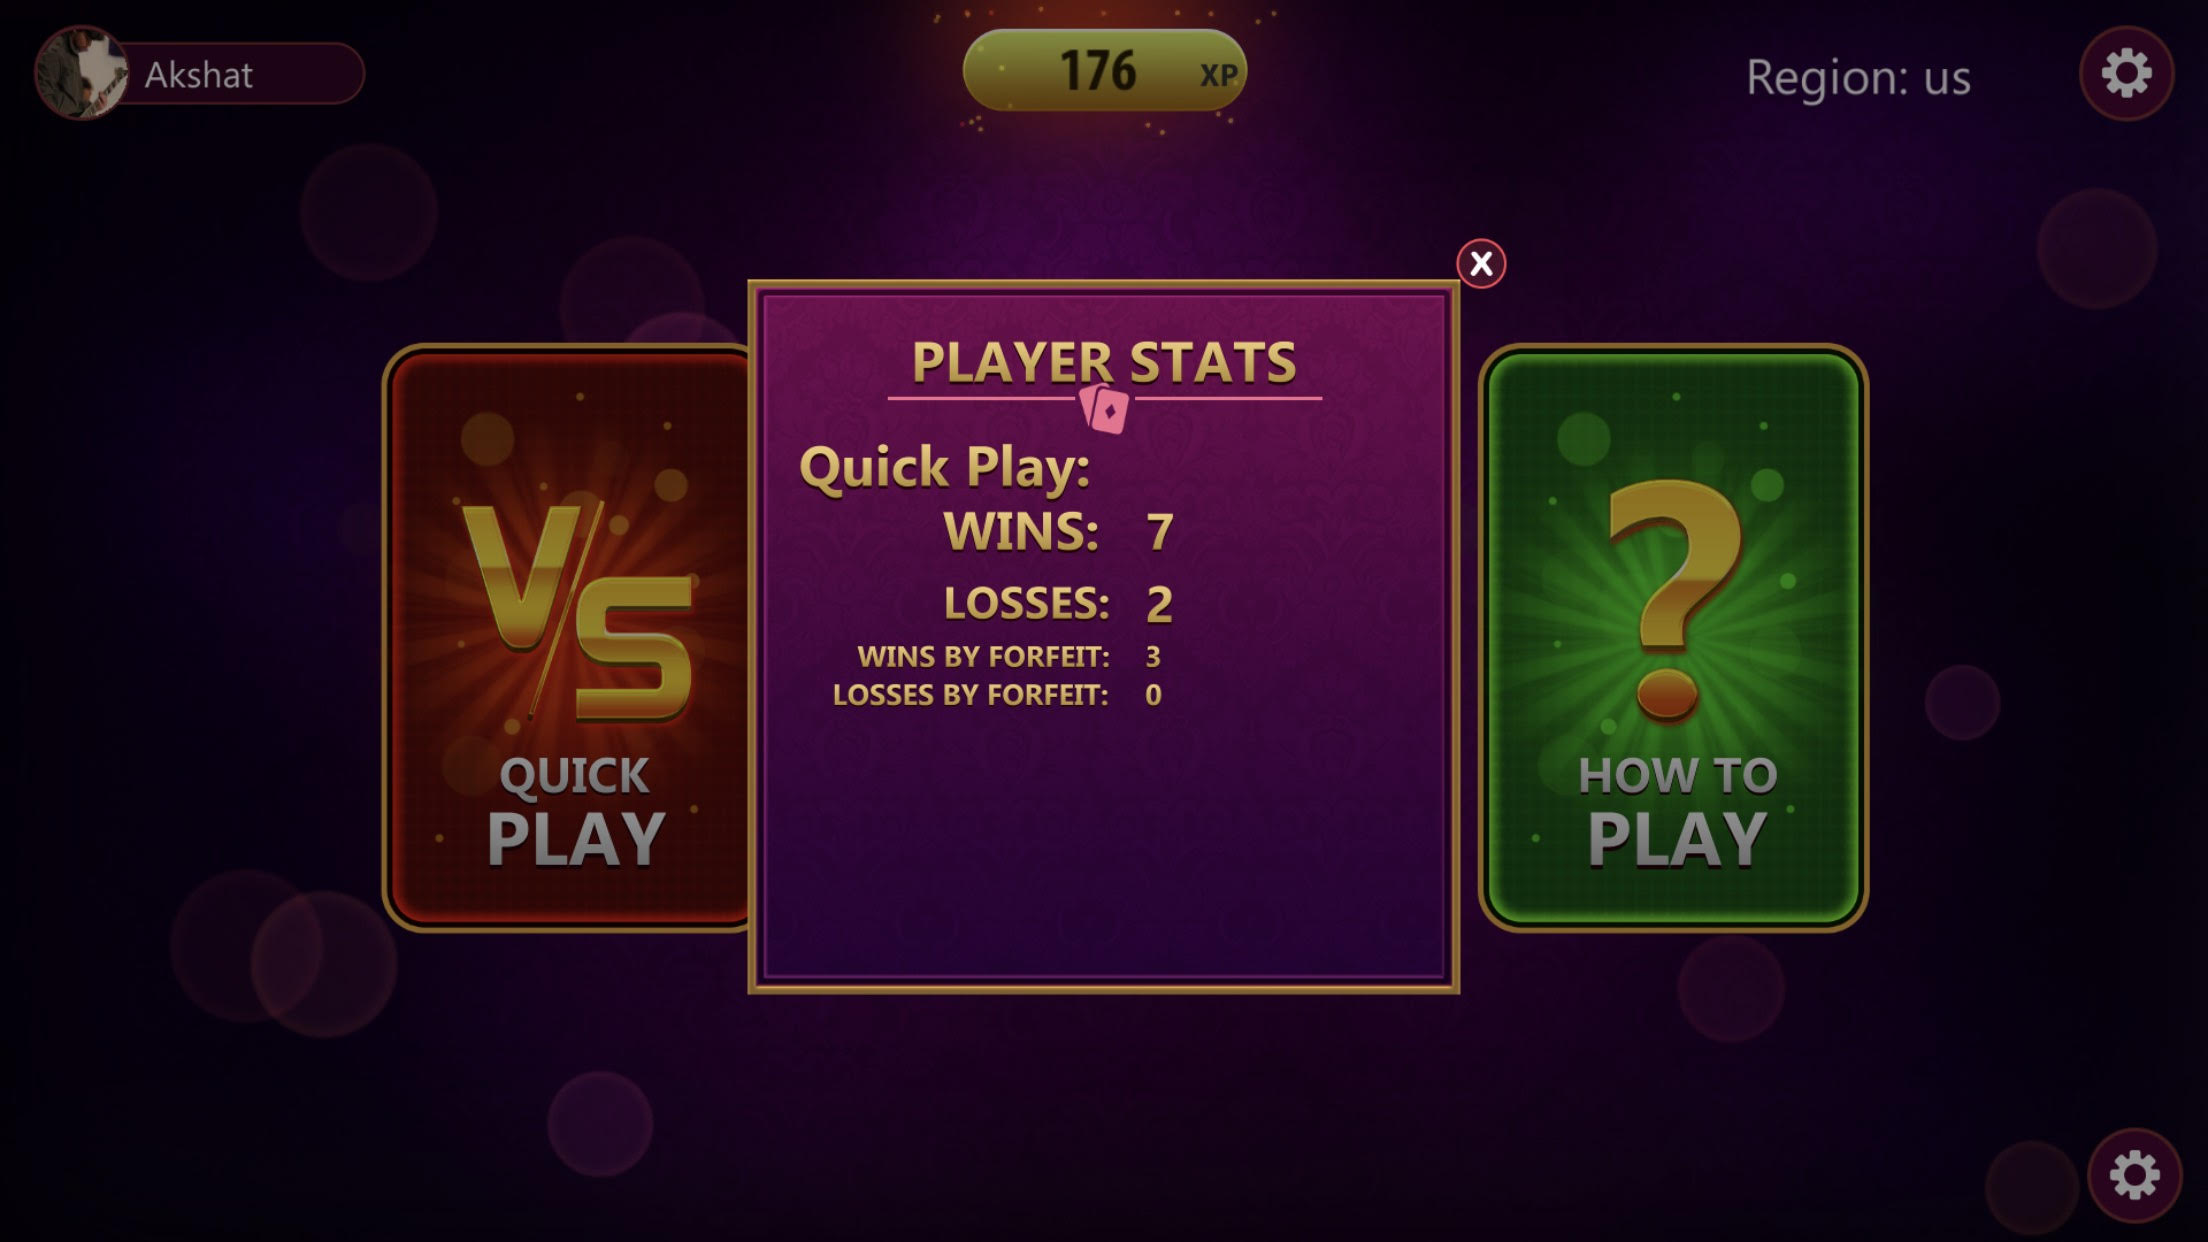 Akshat
176 XP
Region: us
X
PLAYER STATS
Quick Play:
WINS: 7
LOSSES: 2
WINS BY FORFEIT: 3
LOSSES BY FORFEIT: 0
VS
QUICK
PLAY
?
HOW TO
PLAY